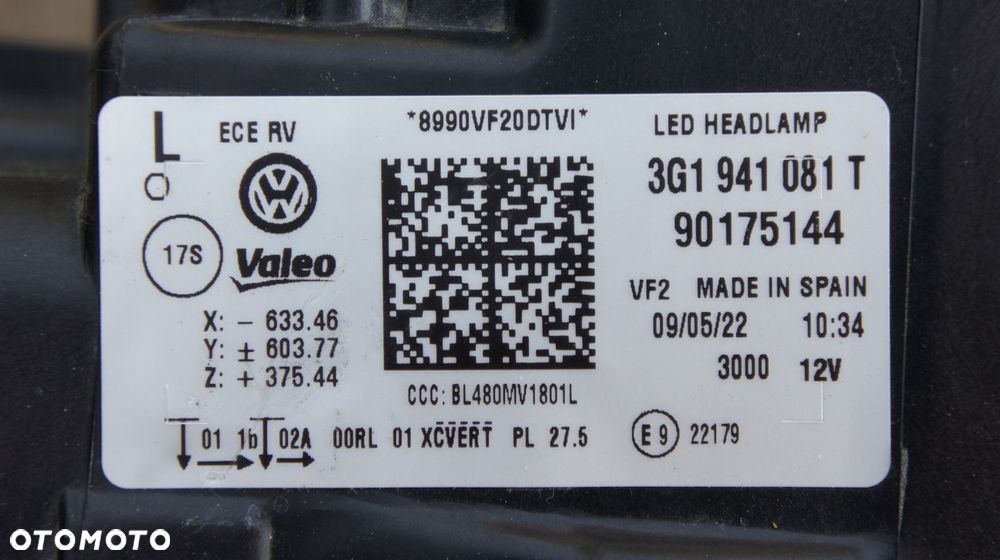 L
ECE RV
*8990VF20DTVI*
LED HEADLAMP
3G1 941 081 T
90175144
17S
Valeo
VF2 MADE IN SPAIN
09/05/22 10:34
3000 12V
X: - 633.46
Y: ± 603.77
Z: + 375.44
CCC: BL480MV1801L
01 1b 02A 00RL 01 XCVERT PL 27.5
E9 22179
OTOMOTO